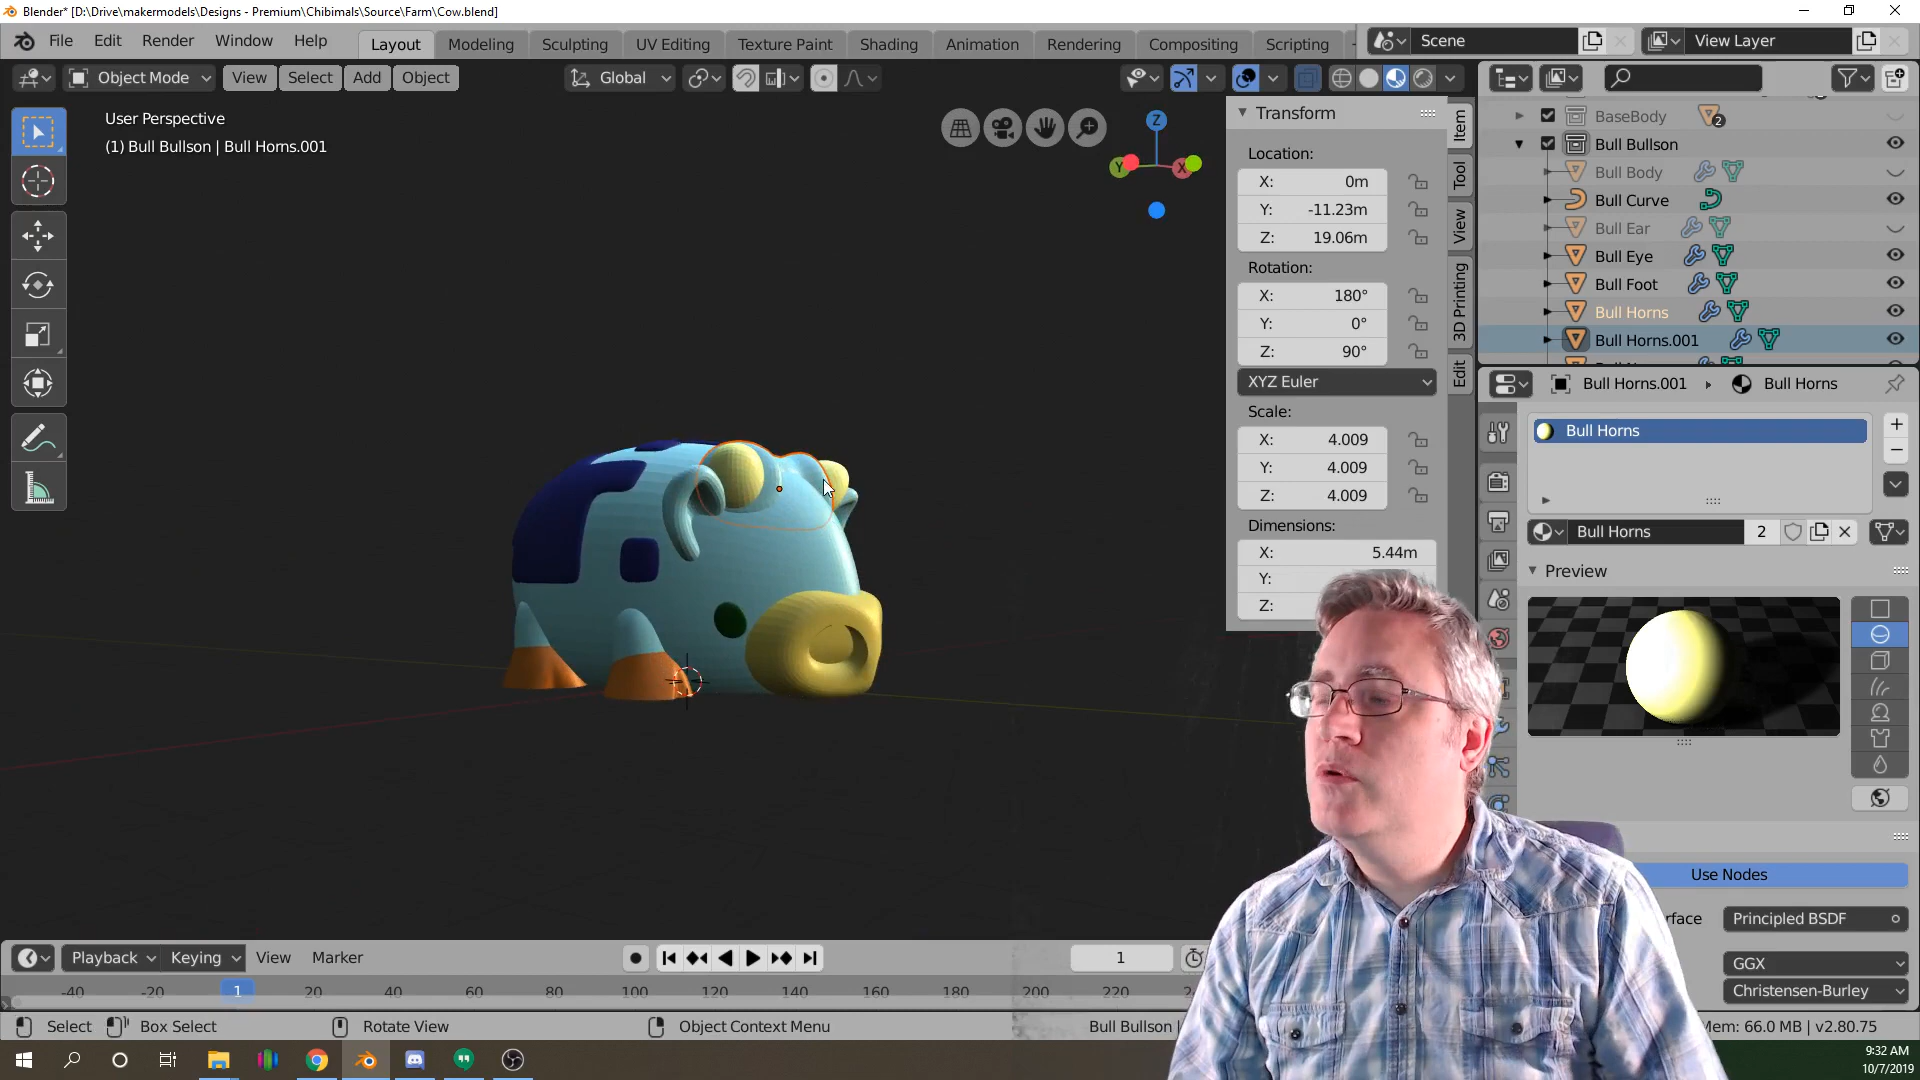 Blender* [D:\Drive\makermodels\Designs - Premium\Chibimals\Source\Farm\Cow.blend]
File Edit Render Window Help Layout Modeling Sculpting UV Editing Texture Paint Shading Animation Rendering Compositing Scripting Scene View Layer
Object Mode View Select Add Object Global
User Perspective
(1) Bull Bullson | Bull Horns.001
Z
Y X
Transform
Location:
X: 0m
Y: -11.23m
Z: 19.06m
Rotation:
X: 180°
Y: 0°
Z: 90°
XYZ Euler
Scale:
X: 4.009
Y: 4.009
Z: 4.009
Dimensions:
X: 5.44m
Y:
Z:
Item
Tool
View
3D Printing
Edit
BaseBody 2
Bull Bullson
Bull Body
Bull Curve
Bull Ear
Bull Eye
Bull Foot
Bull Horns
Bull Horns.001
Bull Horns.001 Bull Horns
Bull Horns
Bull Horns 2
Preview
Use Nodes
rface Principled BSDF
GGX
Christensen-Burley
Playback Keying View Marker 1
-40 -20 1 20 40 60 80 100 120 140 160 180 200 220
Select Box Select Rotate View Object Context Menu Bull Bullson | Mem: 66.0 MB | v2.80.75
9:32 AM
10/7/2019